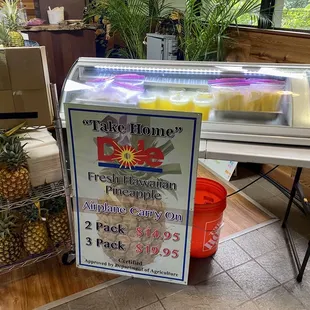 "Take Home"
Dole
Fresh Hawaiian
Pineapple
Airplane Carry On
2 Pack $13.95
3 Pack $19.95
Certified
Approved by Department of Agriculture